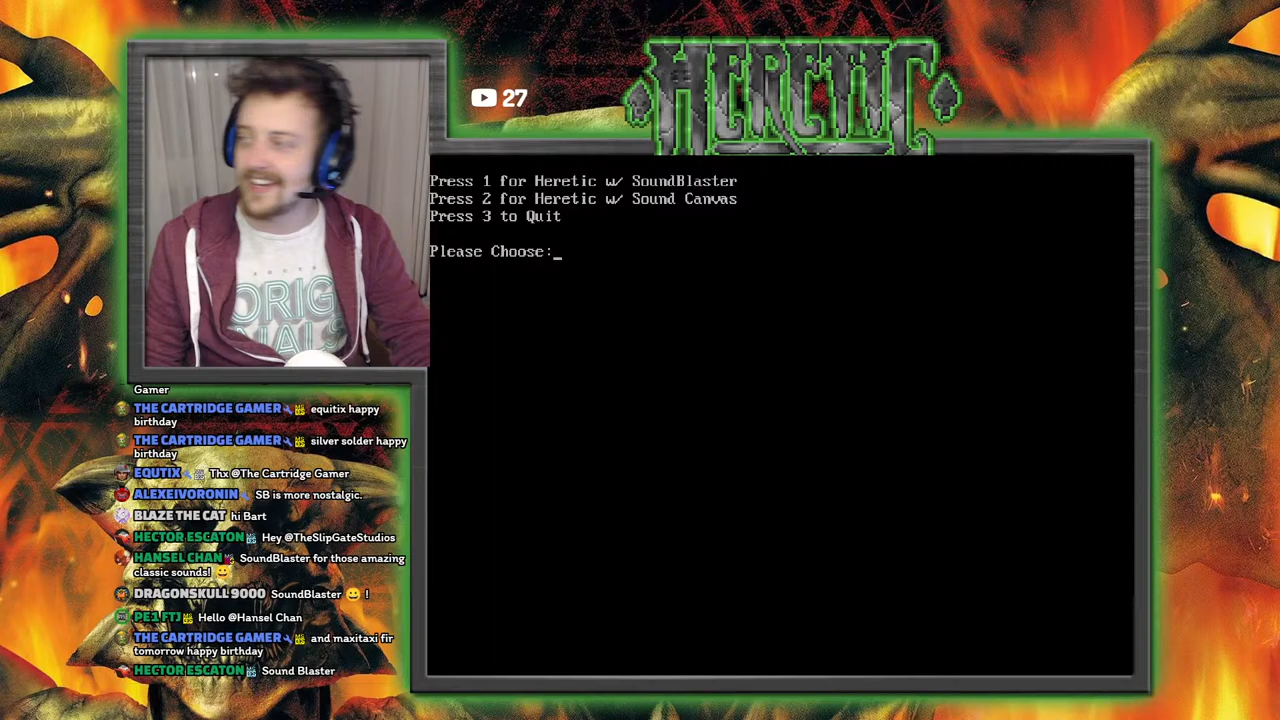 HERETIC
27
Press 1 for Heretic w/ SoundBlaster
Press 2 for Heretic w/ Sound Canvas
Press 3 to Quit
Please Choose:_
ORIG
INALS
Gamer
THE CARTRIDGE GAMER equitix happy
birthday
THE CARTRIDGE GAMER silver solder happy
birthday
EQUTIX Thx @The Cartridge Gamer
ALEXEIVORONIN SB is more nostalgic.
BLAZE THE CAT hi Bart
HECTOR ESCATON Hey @TheSlipGateStudios
HANSEL CHAN SoundBlaster for those amazing
classic sounds! 😀
DRAGONSKULL 9000 SoundBlaster 😀 !
PE1 FTJ Hello @Hansel Chan
THE CARTRIDGE GAMER and maxitaxi fir
tomorrow happy birthday
HECTOR ESCATON Sound Blaster